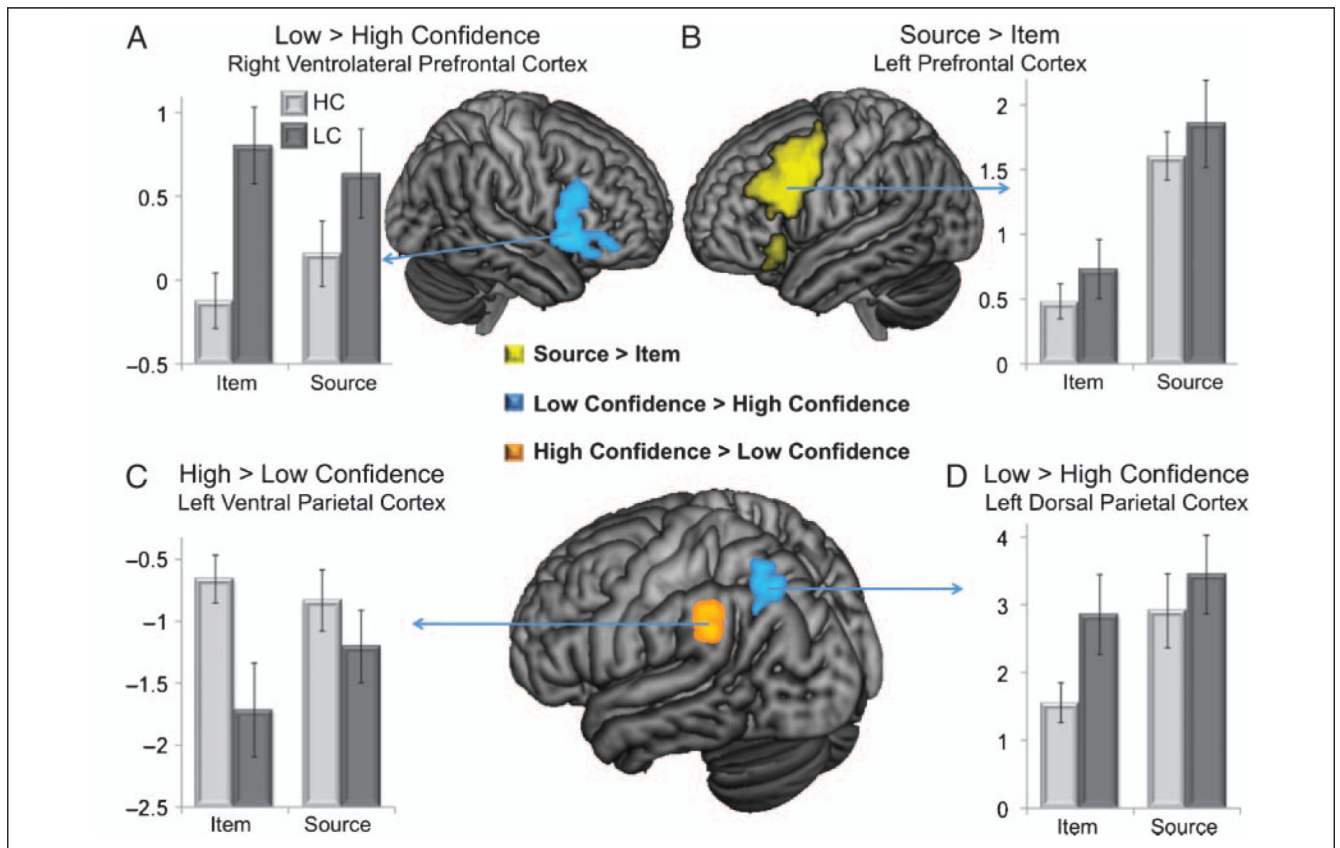 A
Low > High Confidence
Right Ventrolateral Prefrontal Cortex
1
0.5
0
–0.5
HC
LC
Item Source
B
Source > Item
Left Prefrontal Cortex
2
1.5
1
0.5
0
Item Source
Source > Item
Low Confidence > High Confidence
High Confidence > Low Confidence
C
High > Low Confidence
Left Ventral Parietal Cortex
–0.5
–1
–1.5
–2
–2.5
Item Source
D
Low > High Confidence
Left Dorsal Parietal Cortex
4
3
2
1
0
Item Source